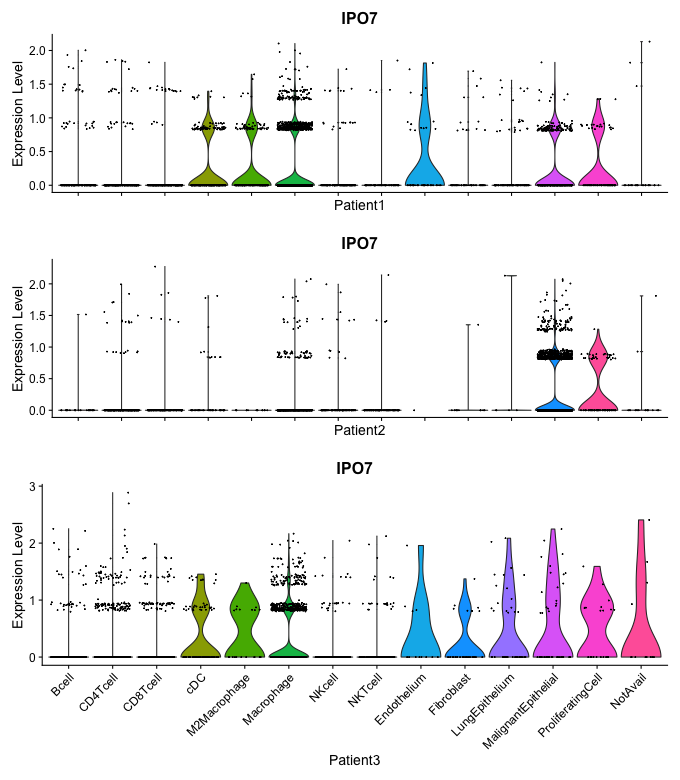 IPO7
Expression Level
2.0
1.5
1.0
0.5
0.0
Patient1
IPO7
Expression Level
2.0
1.5
1.0
0.5
0.0
Patient2
IPO7
Expression Level
3
2
1
0
Bcell
CD4Tcell
CD8Tcell
cDC
M2Macrophage
Macrophage
NKcell
NKTcell
Endothelium
Fibroblast
LungEpithelium
MalignantEpithelial
ProliferatingCell
NotAvail
Patient3